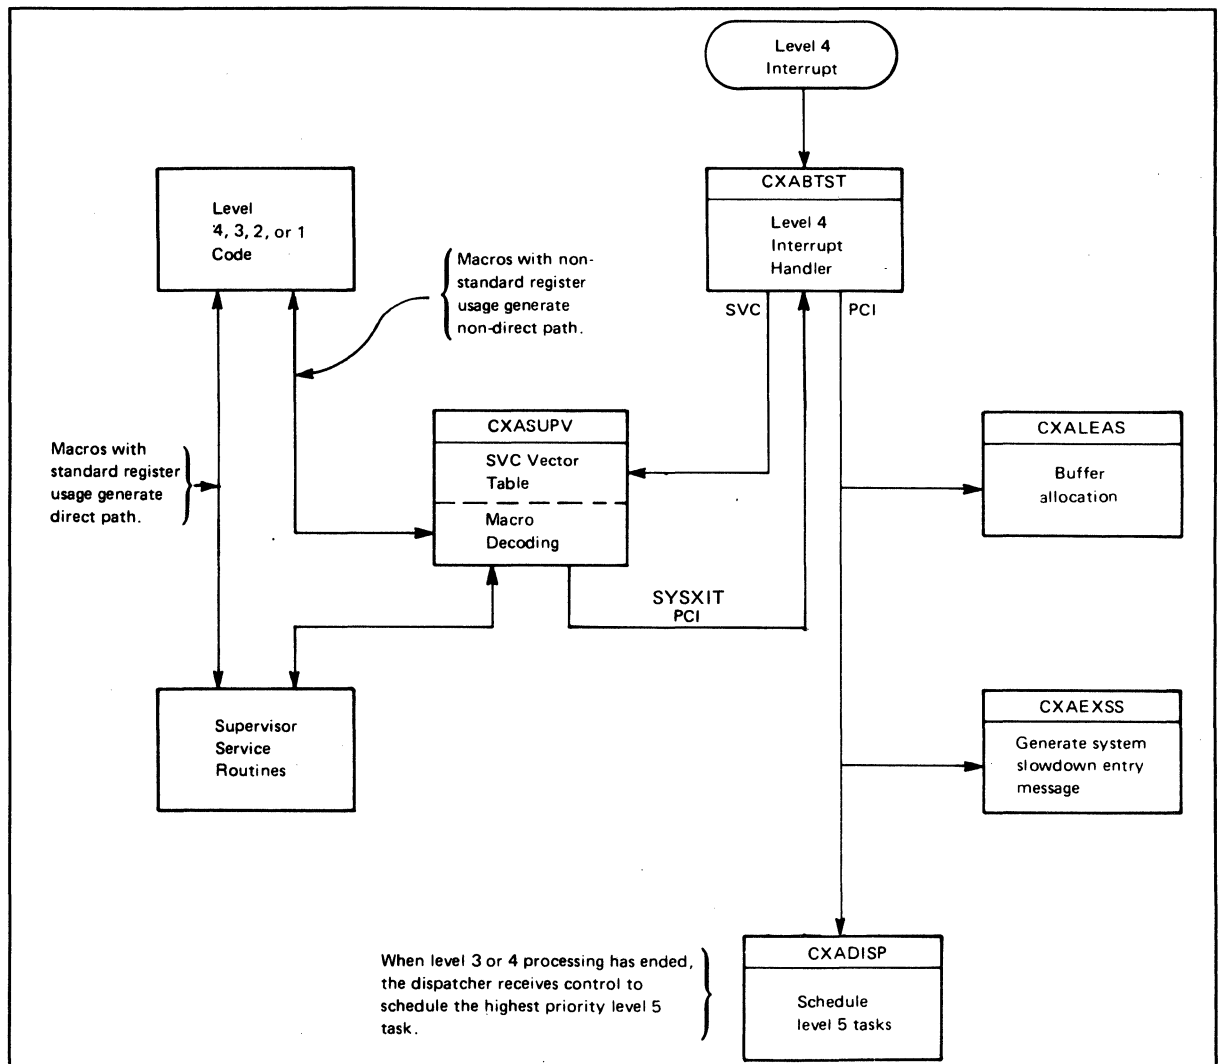 Level 4
Interrupt
CXABTST
Level 4
Interrupt
Handler
Level
4, 3, 2, or 1
Code
Macros with non-
standard register
usage generate
non-direct path.
SVC
PCI
CXASUPV
SVC Vector
Table
Macro
Decoding
CXALEAS
Buffer
allocation
Macros with
standard register
usage generate
direct path.
SYSXIT
PCI
Supervisor
Service
Routines
CXAEXSS
Generate system
slowdown entry
message
When level 3 or 4 processing has ended,
the dispatcher receives control to
schedule the highest priority level 5
task.
CXADISP
Schedule
level 5 tasks